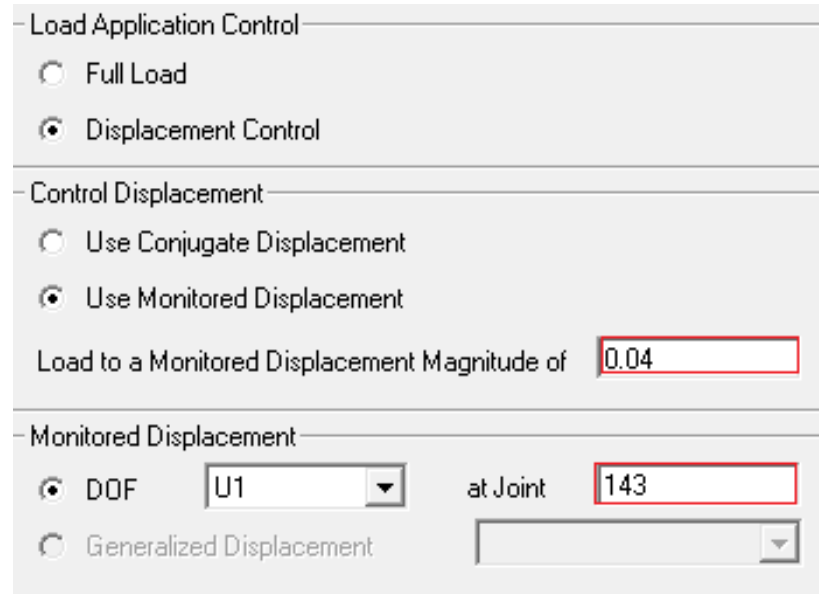 Load Application Control
Full Load
Displacement Control
Control Displacement
Use Conjugate Displacement
Use Monitored Displacement
Load to a Monitored Displacement Magnitude of 0.04
Monitored Displacement
DOF U1 at Joint 143
Generalized Displacement